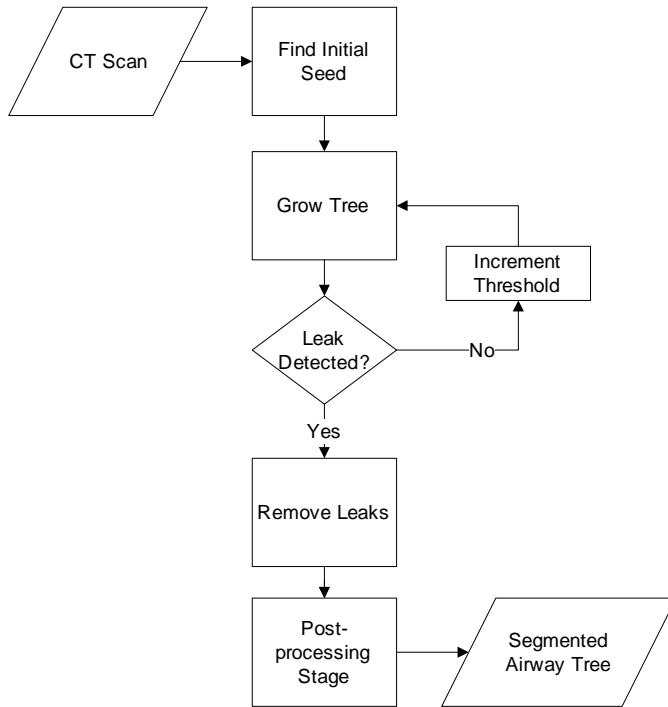 CT Scan
Find Initial
Seed
Grow Tree
Increment
Threshold
Leak
Detected?
No
Yes
Remove Leaks
Post-
processing
Stage
Segmented
Airway Tree